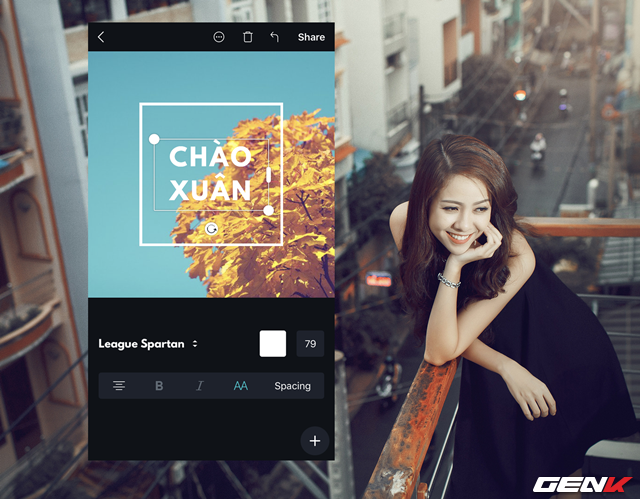 Share
CHÀO
XUÂN
League Spartan
79
B
I
AA
Spacing
+
GENK